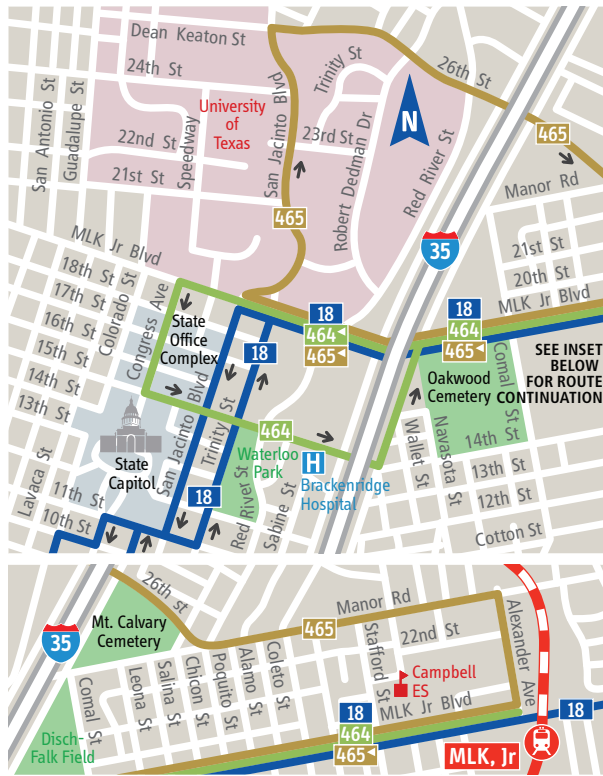 Dean Keaton St
24th St
San Antonio St
Guadalupe St
University
of
Texas
22nd St
21st St
Speedway
San Jacinto Blvd
Trinity St
23rd St
Robert Dedman Dr
Red River St
26th St
N
465
465
Manor Rd
35
21st St
20th St
MLK Jr Blvd
MLK Jr Blvd
18th St
17th St
16th St
15th St
14th St
13th St
Colorado St
Congress Ave
State
Office
Complex
18
464
465
18
464
465
18
SEE INSET
BELOW
FOR ROUTE
CONTINUATION
Oakwood
Cemetery
Comal St
14th St
13th St
12th St
Cotton St
Wallet St
Navasota St
464
Waterloo
Park
H
Brackenridge
Hospital
State
Capitol
San Jacinto Blvd
Trinity St
18
Red River St
Sabine St
Lavaca St
11th St
10th St
26th st
Mt. Calvary
Cemetery
35
Manor Rd
465
Stafford St
22nd St
Alexander Ave
Comal St
Leona St
Salina St
Chicon St
Poquito St
Alamo St
Coleto St
Campbell
ES
MLK Jr Blvd
18
464
465
18
Disch-
Falk Field
MLK, Jr